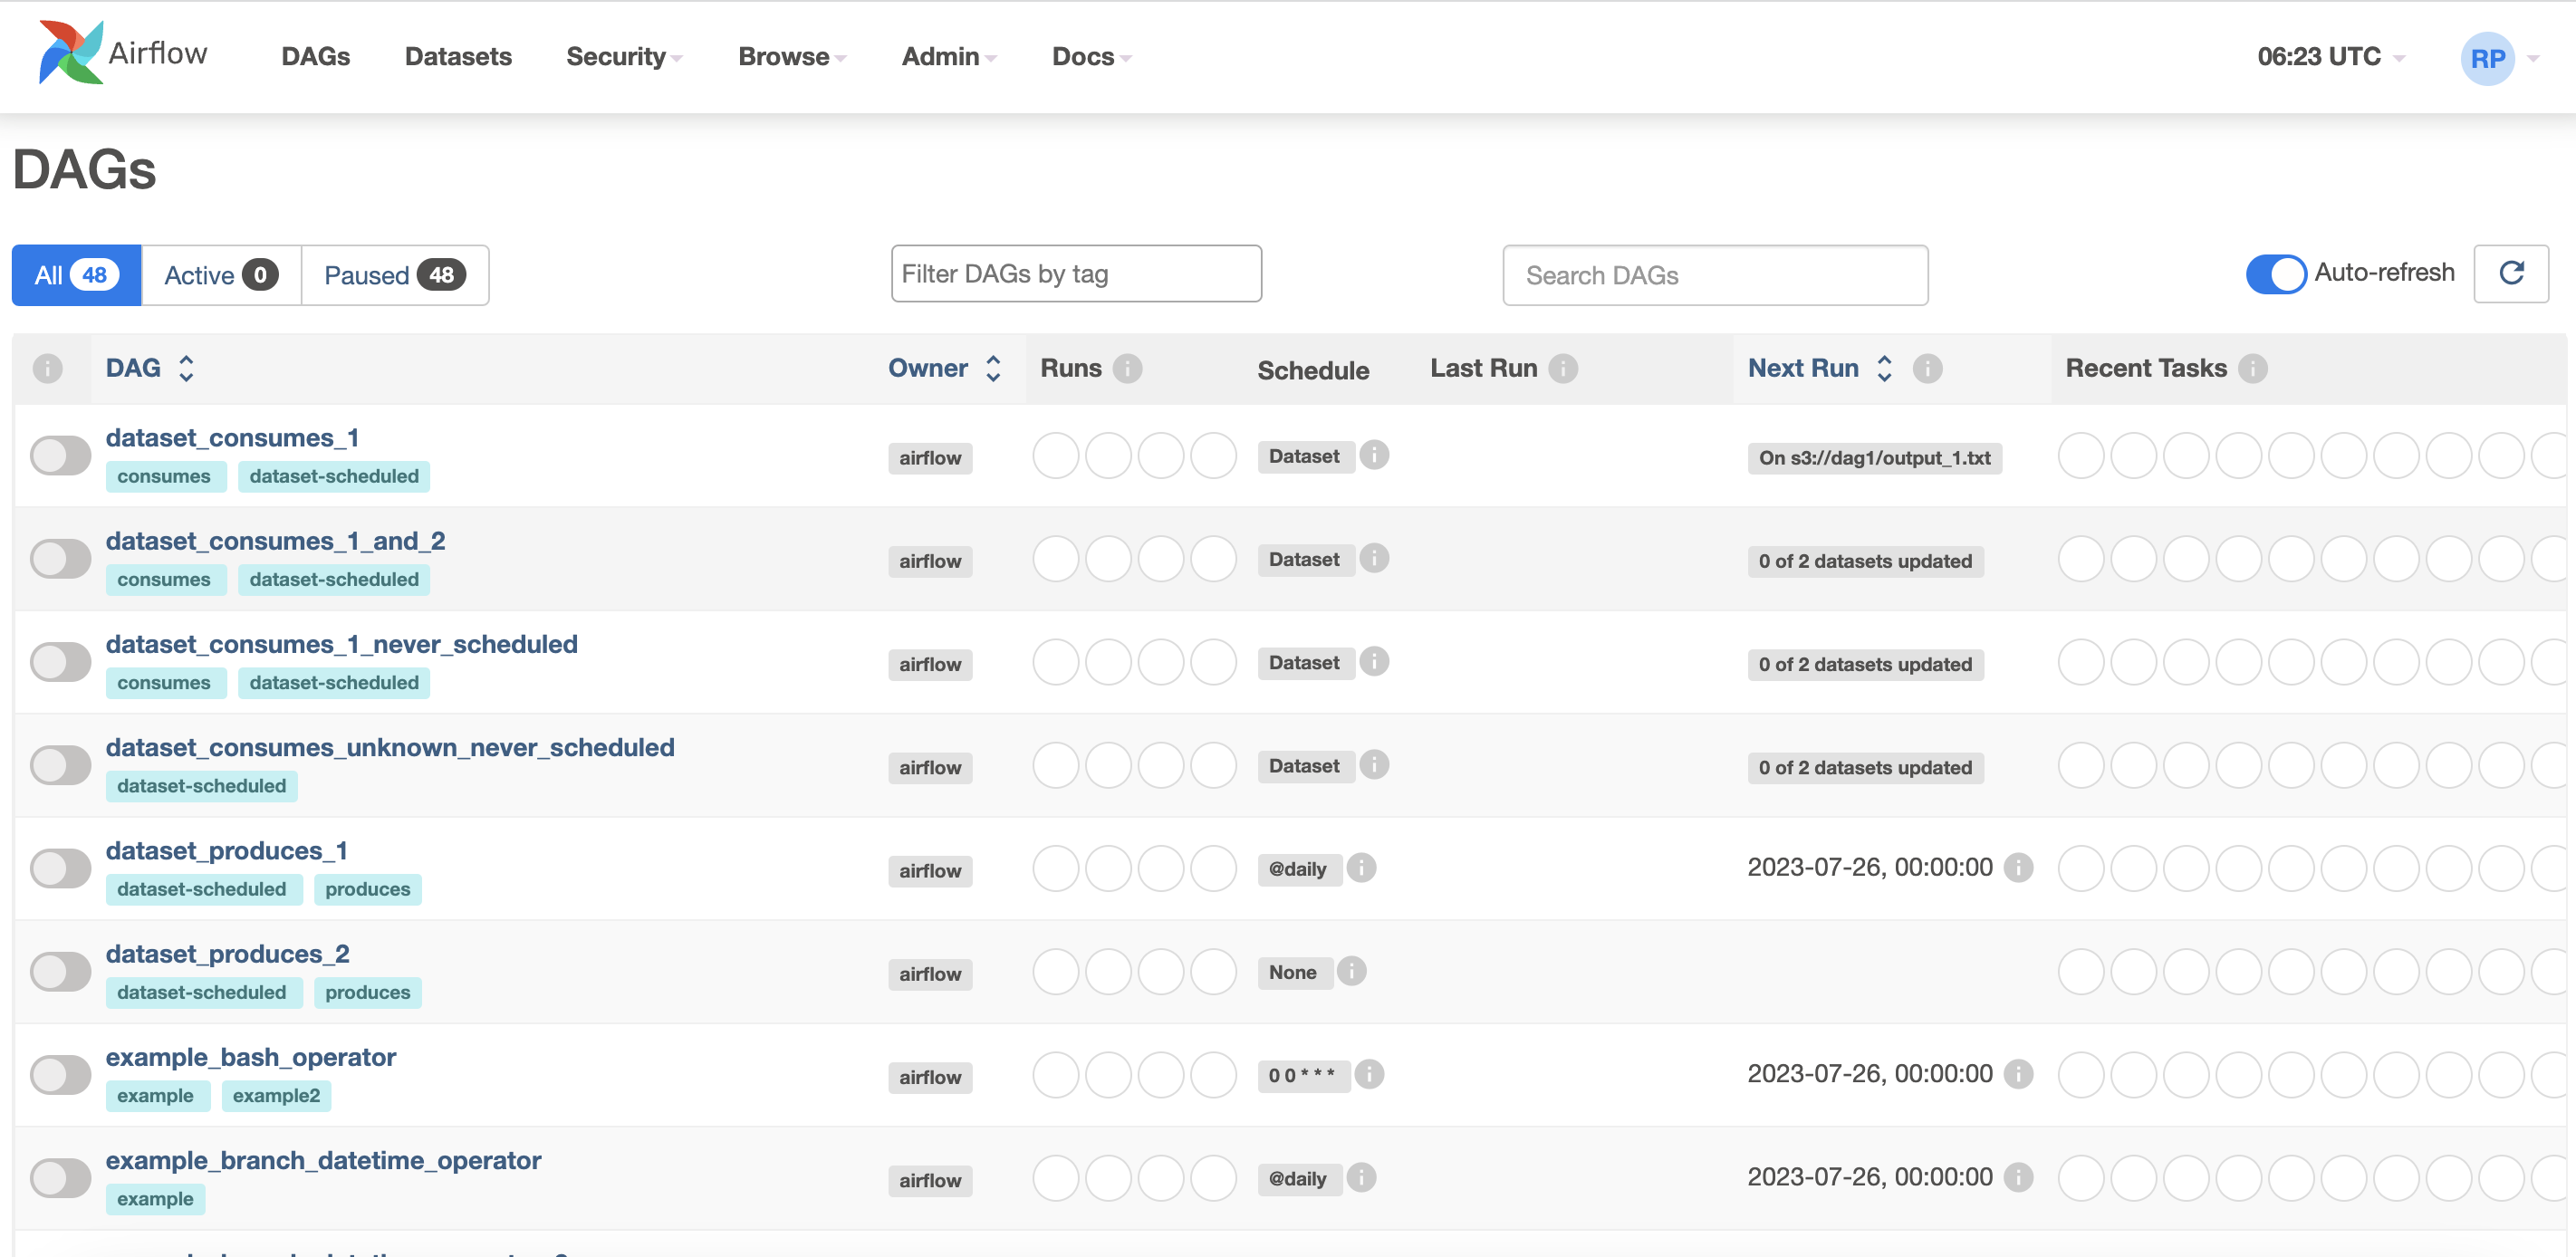 Airflow DAGs Datasets Security Browse Admin Docs 06:23 UTC RP
DAGs
All 48 Active 0 Paused 48 Filter DAGs by tag Search DAGs Auto-refresh
DAG Owner Runs Schedule Last Run Next Run Recent Tasks
dataset_consumes_1
consumes dataset-scheduled airflow Dataset On s3://dag1/output_1.txt
dataset_consumes_1_and_2
consumes dataset-scheduled airflow Dataset 0 of 2 datasets updated
dataset_consumes_1_never_scheduled
consumes dataset-scheduled airflow Dataset 0 of 2 datasets updated
dataset_consumes_unknown_never_scheduled
dataset-scheduled airflow Dataset 0 of 2 datasets updated
dataset_produces_1
dataset-scheduled produces airflow @daily 2023-07-26, 00:00:00
dataset_produces_2
dataset-scheduled produces airflow None
example_bash_operator
example example2 airflow 0 0 * * * 2023-07-26, 00:00:00
example_branch_datetime_operator
example airflow @daily 2023-07-26, 00:00:00